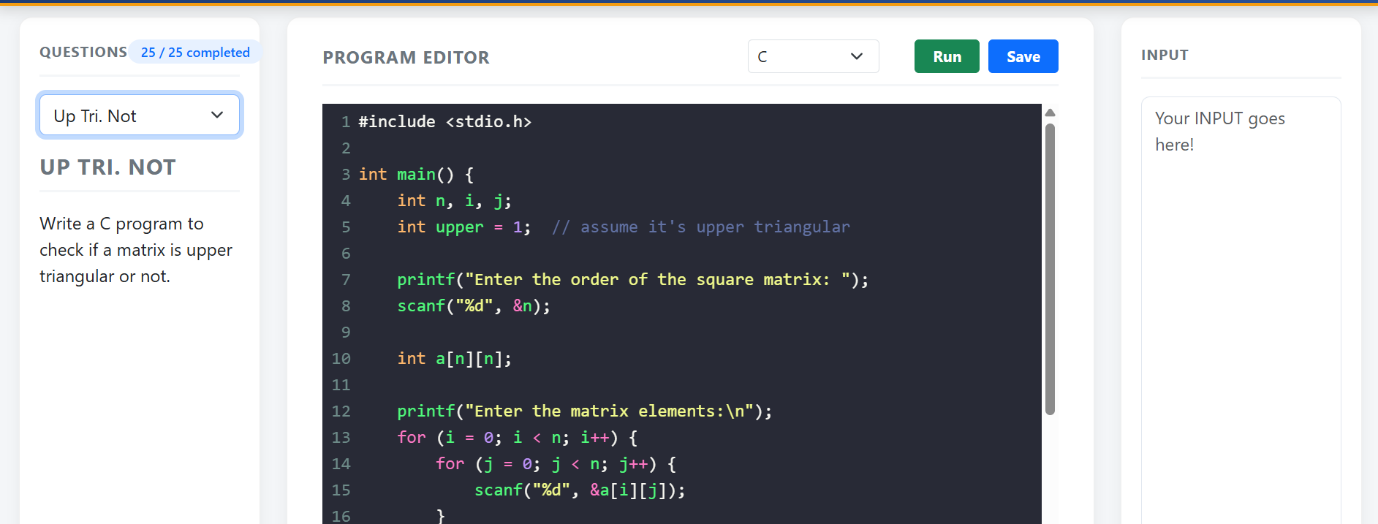 QUESTIONS 25 / 25 completed
Up Tri. Not
UP TRI. NOT
Write a C program to
check if a matrix is upper
triangular or not.
PROGRAM EDITOR C Run Save
1 #include <stdio.h>
2
3 int main() {
4     int n, i, j;
5     int upper = 1;  // assume it's upper triangular
6
7     printf("Enter the order of the square matrix: ");
8     scanf("%d", &n);
9
10     int a[n][n];
11
12     printf("Enter the matrix elements:\n");
13     for (i = 0; i < n; i++) {
14         for (j = 0; j < n; j++) {
15             scanf("%d", &a[i][j]);
16         }
INPUT
Your INPUT goes
here!